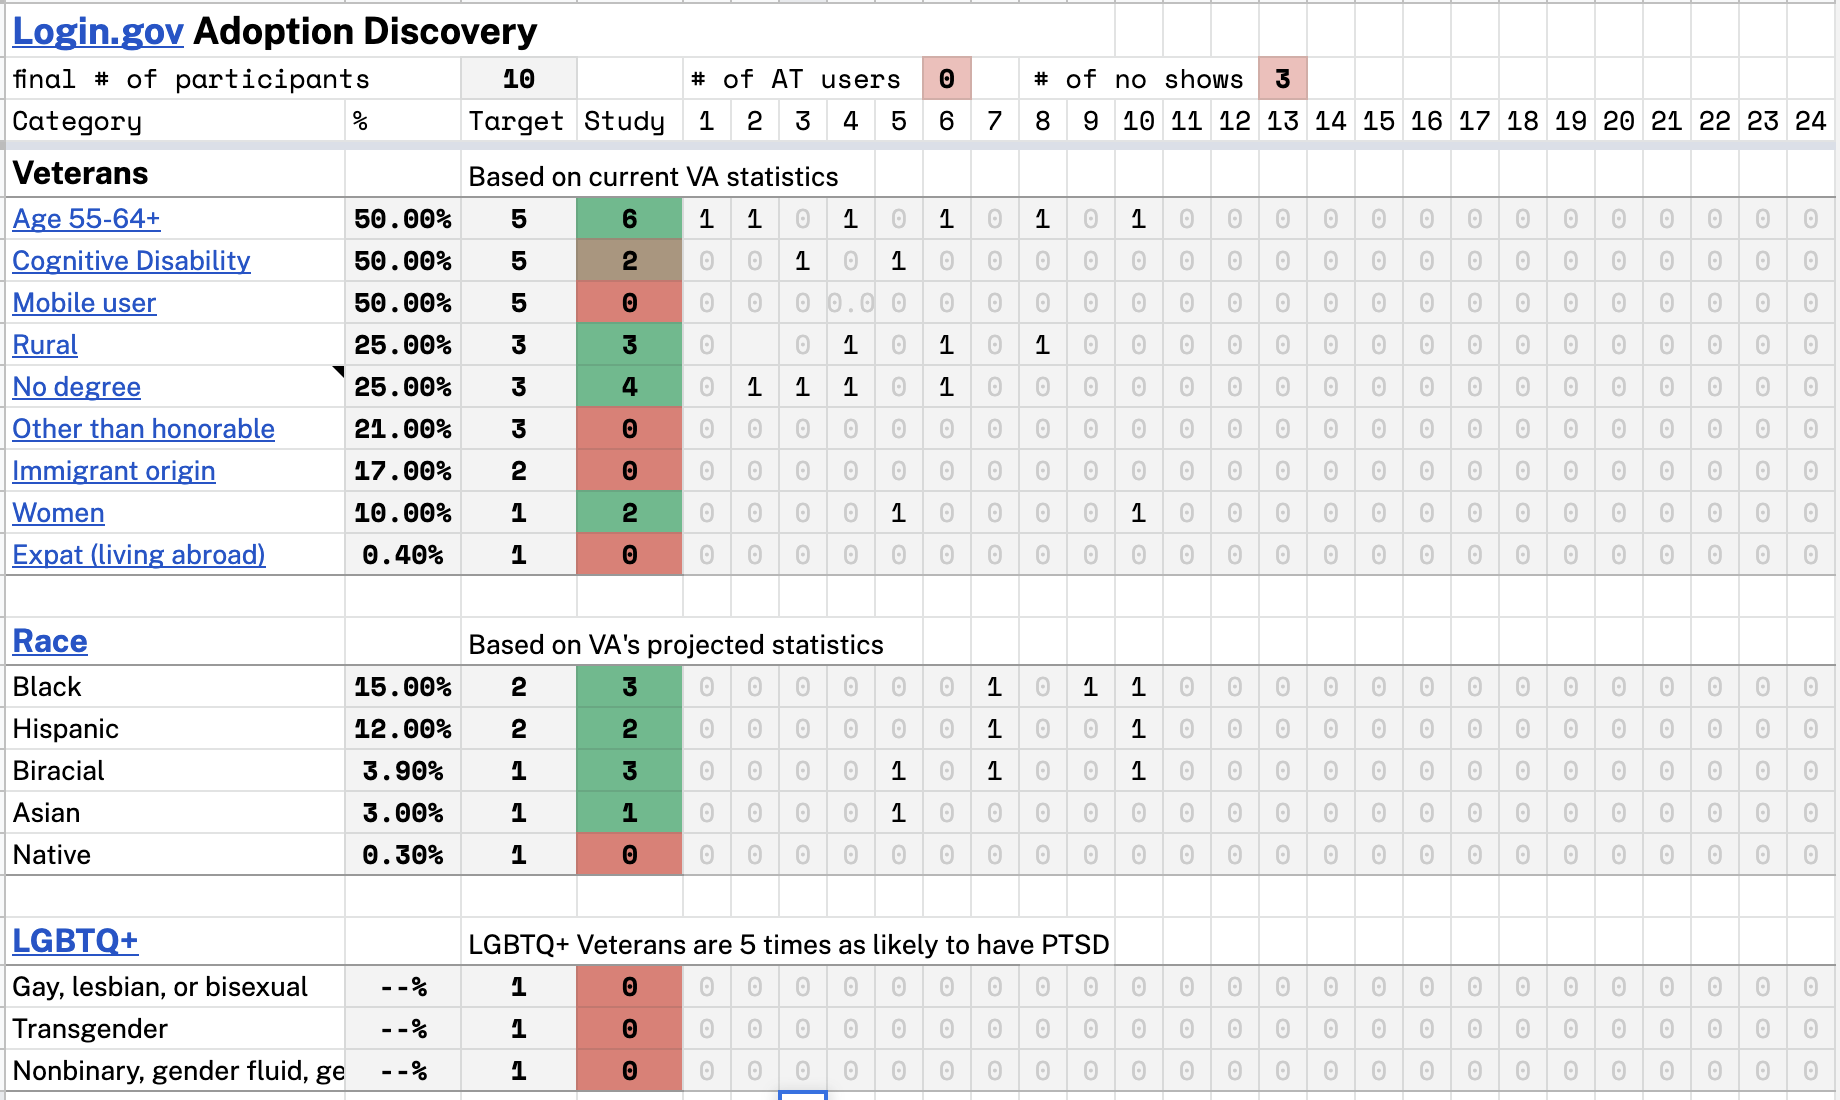 Login.gov Adoption Discovery
final # of participants 10 # of AT users 0 # of no shows 3
Category % Target Study 1 2 3 4 5 6 7 8 9 10 11 12 13 14 15 16 17 18 19 20 21 22 23 24
Veterans Based on current VA statistics
Age 55-64+ 50.00% 5 6 1 1 0 1 0 1 0 1 0 1 0 0 0 0 0 0 0 0 0 0 0 0 0 0
Cognitive Disability 50.00% 5 2 0 0 1 0 1 0 0 0 0 0 0 0 0 0 0 0 0 0 0 0 0 0 0 0
Mobile user 50.00% 5 0 0 0 0 0.0 0 0 0 0 0 0 0 0 0 0 0 0 0 0 0 0 0 0 0 0
Rural 25.00% 3 3 0 0 1 0 1 0 1 0 0 0 0 0 0 0 0 0 0 0 0 0 0 0 0
No degree 25.00% 3 4 0 1 1 1 0 1 0 0 0 0 0 0 0 0 0 0 0 0 0 0 0 0 0 0
Other than honorable 21.00% 3 0 0 0 0 0 0 0 0 0 0 0 0 0 0 0 0 0 0 0 0 0 0 0 0 0
Immigrant origin 17.00% 2 0 0 0 0 0 0 0 0 0 0 0 0 0 0 0 0 0 0 0 0 0 0 0 0 0
Women 10.00% 1 2 0 0 0 0 1 0 0 0 0 1 0 0 0 0 0 0 0 0 0 0 0 0 0 0
Expat (living abroad) 0.40% 1 0 0 0 0 0 0 0 0 0 0 0 0 0 0 0 0 0 0 0 0 0 0 0 0 0
Race Based on VA's projected statistics
Black 15.00% 2 3 0 0 0 0 0 0 1 0 1 1 0 0 0 0 0 0 0 0 0 0 0 0 0 0
Hispanic 12.00% 2 2 0 0 0 0 0 0 1 0 0 1 0 0 0 0 0 0 0 0 0 0 0 0 0 0
Biracial 3.90% 1 3 0 0 0 0 1 0 1 0 0 1 0 0 0 0 0 0 0 0 0 0 0 0 0 0
Asian 3.00% 1 1 0 0 0 0 1 0 0 0 0 0 0 0 0 0 0 0 0 0 0 0 0 0 0 0
Native 0.30% 1 0 0 0 0 0 0 0 0 0 0 0 0 0 0 0 0 0 0 0 0 0 0 0 0 0
LGBTQ+ LGBTQ+ Veterans are 5 times as likely to have PTSD
Gay, lesbian, or bisexual --% 1 0 0 0 0 0 0 0 0 0 0 0 0 0 0 0 0 0 0 0 0 0 0 0 0 0
Transgender --% 1 0 0 0 0 0 0 0 0 0 0 0 0 0 0 0 0 0 0 0 0 0 0 0 0 0
Nonbinary, gender fluid, ge --% 1 0 0 0 0 0 0 0 0 0 0 0 0 0 0 0 0 0 0 0 0 0 0 0 0 0